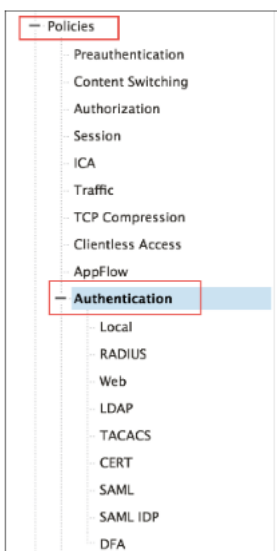 Policies
Preauthentication
Content Switching
Authorization
Session
ICA
Traffic
TCP Compression
Clientless Access
AppFlow
Authentication
Local
RADIUS
Web
LDAP
TACACS
CERT
SAML
SAML IDP
DFA